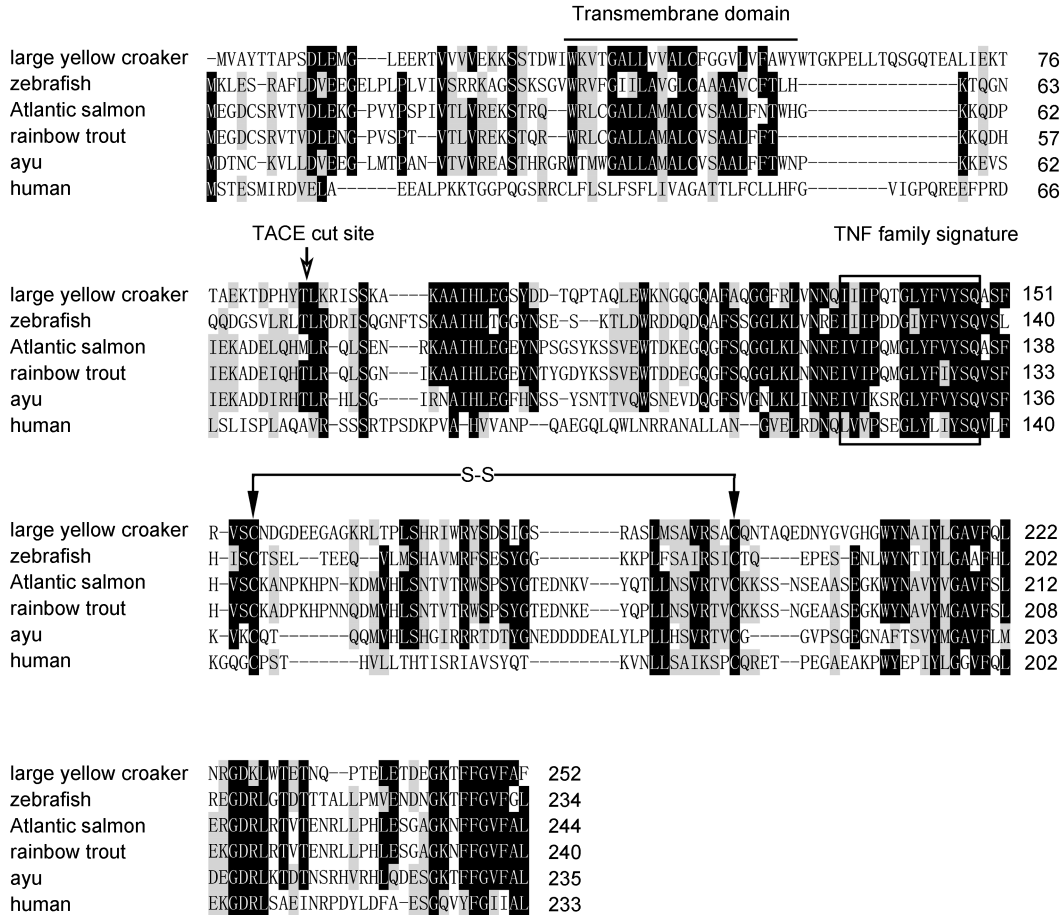 Transmembrane domain
large yellow croaker -MVAYTTAPSDLEMG---LEERTVVVVEKKSSTDWIWKVTGALLVVALCFGGVLVFAWYWTGKPELLTQSGQTEALIEKT 76
zebrafish MKLES-RAFLDVEEGELPLPLVIVSRRKAGSSKSGVWRVFGIILAVGLCAAAAVCFTLH----------------KTQGN 63
Atlantic salmon MEGDCSRVTVDLEKG-PVYPSPIVTLVREKSTRQ-WRLCGALLAMALCVSAALFNTWHG---------------KKQDP 62
rainbow trout MEGDCSRVTVDLENG-PVSPT--VTLVREKSTQR-WRLCGALLAMALCVSAALFFT------------------KKQDH 57
ayu MDTNC-KVLLDVEEG-LMTPAN-VTVVREASTHRGRWTMWGALLAMALCVSAALFFTWNP---------------KKEVS 62
human MSTESMIRDVELA------EEALPKKTGGPQGSRRCLFLSLFSFLIVAGATTLFCLLHFG--------VIGPQREEFPRD 66
TACE cut site TNF family signature
large yellow croaker TAEKTDPHYTLKRISSKA----KAAIHLEGSYDD-TQPTAQLEWKNGQGQAFAQGGFRLVNNQIIIPQTGLYFVYSQASF 151
zebrafish QQDGSVLRLTLRDRISQGNFTSKAAIHLTGGYNSE-S--KTLDWRDDQDQAFSSGGLKLVNREIIIPDDGIYFVYSQVSL 140
Atlantic salmon IEKADELQHMLR-QLSEN---RKAAIHLEGEYNPSGSYKSSVEWTDKEGQGFSQGGLKLNNNEIVIPQMGLYFVYSQASF 138
rainbow trout IEKADEIQHTLR-QLSGN---IKAAIHLEGEYNTYGDYKSSVEWTDDEGQGFSQGGLKLNNNEIVIPQMGLYFIYSQVSF 133
ayu IEKADDIRHTLR-HLSG----IRNAIHLEGFHNSS-YSNTTVQWSNEVDQGFSVGNLKLINNEIVIKSRGLYFVYSQVSF 136
human LSLISPLAQAVR-SSSRTPSDKPVA-HVVANP--QAEGQLQWLNRRANALLAN--GVELRDNQLVVPSEGLYLIYSQVLF 140
S-S
large yellow croaker R-VSCNDGDEEGAGKRLTPLSHRIWRYSDSIGS--------RASLMSAVRSACQNTAQEDNYGVGHGWYNAIYLGAVFQL 222
zebrafish H-ISCTSEL--TEEQ--VLMSHAVMRFSESYGG--------KKPLFSAIRSICTQ---EPES-ENLWYNTIYLGAAFHL 202
Atlantic salmon H-VSCKANPKHPN-KDMVHLSNTVTRWSPSYGTEDNKV---YQTLLNSVRTVCKKSS-NSEAASEGKWYNAVYVGAVFSL 212
rainbow trout H-VSCKADPKHPNNQDMVHLSNTVTRWSPSYGTEDNKE---YQPLLNSVRTVCKKSS-NGEAASEGKWYNAVYMGAVFSL 208
ayu K-VKCQT-------QQMVHLSHGIRRRTDTYGNEDDDDEALYLPLLHSVRTVCG----GVPSGEGNAFTSVYMGAVFLM 203
human KGQGCPST-------HVLLTHTISRIAVSYQT---------KVNLLSAIKSPCQRET--PEGAEAKPWYEPIYLGGVFQL 202
large yellow croaker NRGDKLWTETNQ--PTELETDEGKTFFGVFAF 252
zebrafish REGDRLGTDTTTALLPMVENDNGKTFFGVFGL 234
Atlantic salmon ERGDRLRTVTENRLLPHLESGAGKNFFGVFAL 244
rainbow trout EKGDRLRTVTENRLLPHLESGAGKNFFGVFAL 240
ayu DEGDRLKTDTNSRHVRHLQDESGKTFFGVFAL 235
human EKGDRLSAEINRPDYLDFA-ESGQVYFGIIAL 233